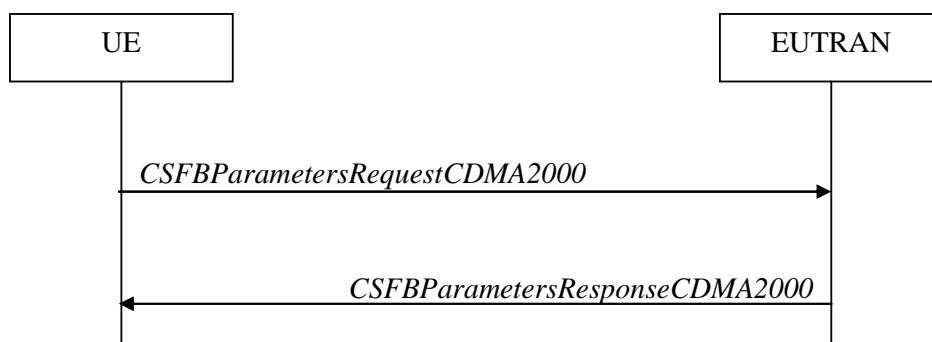 UE
EUTRAN
CSFBParametersRequestCDMA2000
CSFBParametersResponseCDMA2000